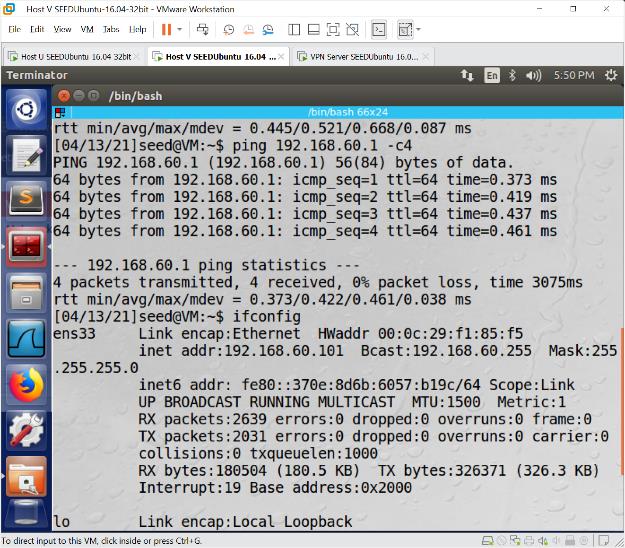 Host V SEEDUbuntu-16.04-32bit - VMware Workstation
File Edit View VM Tabs Help
Host U SEEDUbuntu-16.04 32bit
Host V SEEDUbuntu-16.04 ...
VPN Server SEEDUbuntu 16.0...
Terminator
En
5:50 PM
/bin/bash
/bin/bash 66x24
rtt min/avg/max/mdev = 0.445/0.521/0.668/0.087 ms
[04/13/21]seed@VM:~$ ping 192.168.60.1 -c4
PING 192.168.60.1 (192.168.60.1) 56(84) bytes of data.
64 bytes from 192.168.60.1: icmp_seq=1 ttl=64 time=0.373 ms
64 bytes from 192.168.60.1: icmp_seq=2 ttl=64 time=0.419 ms
64 bytes from 192.168.60.1: icmp_seq=3 ttl=64 time=0.437 ms
64 bytes from 192.168.60.1: icmp_seq=4 ttl=64 time=0.461 ms
--- 192.168.60.1 ping statistics ---
4 packets transmitted, 4 received, 0% packet loss, time 3075ms
rtt min/avg/max/mdev = 0.373/0.422/0.461/0.038 ms
[04/13/21]seed@VM:~$ ifconfig
ens33     Link encap:Ethernet  HWaddr 00:0c:29:f1:85:f5
inet addr:192.168.60.101  Bcast:192.168.60.255  Mask:255
.255.255.0
inet6 addr: fe80::370e:8d6b:6057:b19c/64 Scope:Link
UP BROADCAST RUNNING MULTICAST  MTU:1500  Metric:1
RX packets:2639 errors:0 dropped:0 overruns:0 frame:0
TX packets:2031 errors:0 dropped:0 overruns:0 carrier:0
collisions:0 txqueuelen:1000
RX bytes:180504 (180.5 KB)  TX bytes:326371 (326.3 KB)
Interrupt:19 Base address:0x2000
lo        Link encap:Local Loopback
To direct input to this VM, click inside or press Ctrl+G.